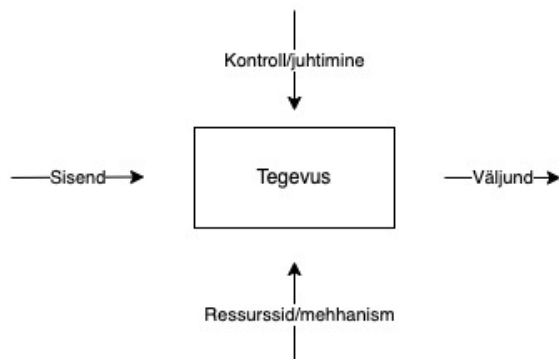 Kontroll/juhtimine
Sisend
Tegevus
Väljund
Ressurssid/mehhanism